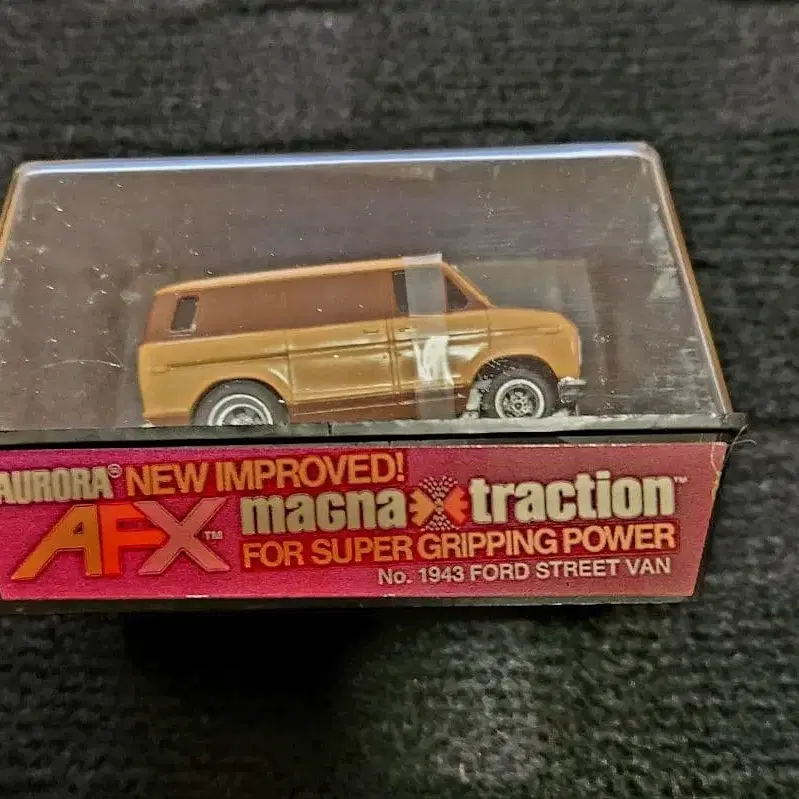 AURORA® NEW IMPROVED!
AFX™ magna traction™
FOR SUPER GRIPPING POWER
No. 1943 FORD STREET VAN